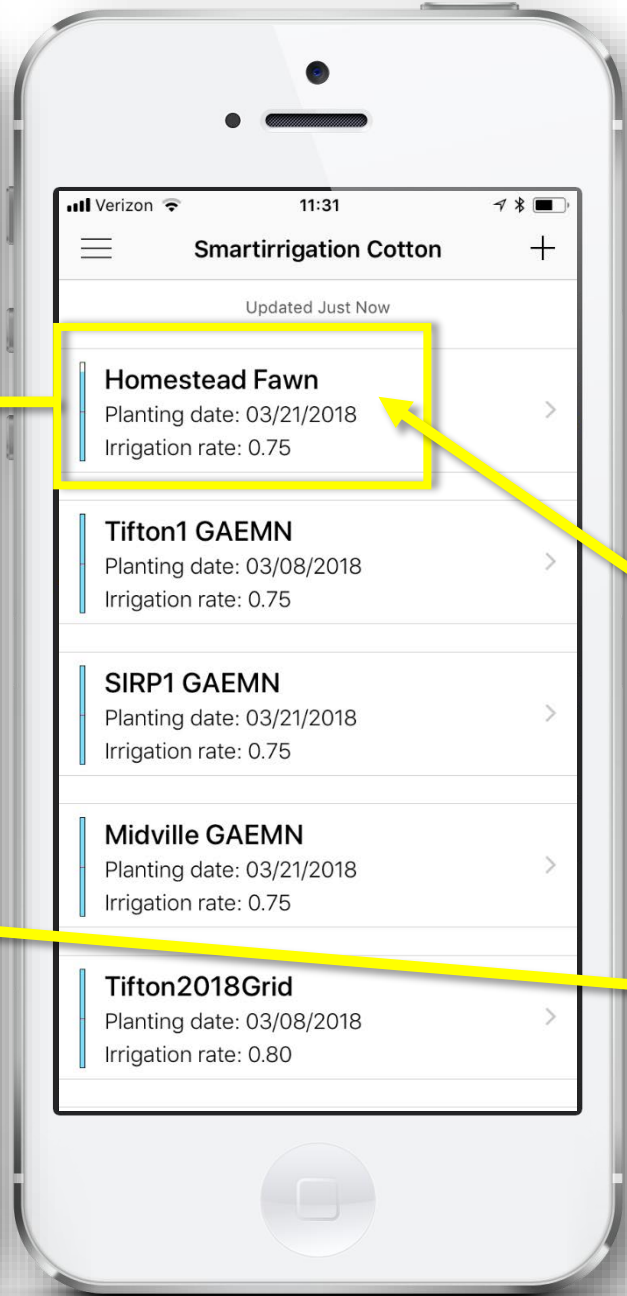 Verizon 11:31
Smartirrigation Cotton
Updated Just Now
Homestead Fawn
Planting date: 03/21/2018
Irrigation rate: 0.75
Tifton1 GAEMN
Planting date: 03/08/2018
Irrigation rate: 0.75
SIRP1 GAEMN
Planting date: 03/21/2018
Irrigation rate: 0.75
Midville GAEMN
Planting date: 03/21/2018
Irrigation rate: 0.75
Tifton2018Grid
Planting date: 03/08/2018
Irrigation rate: 0.80